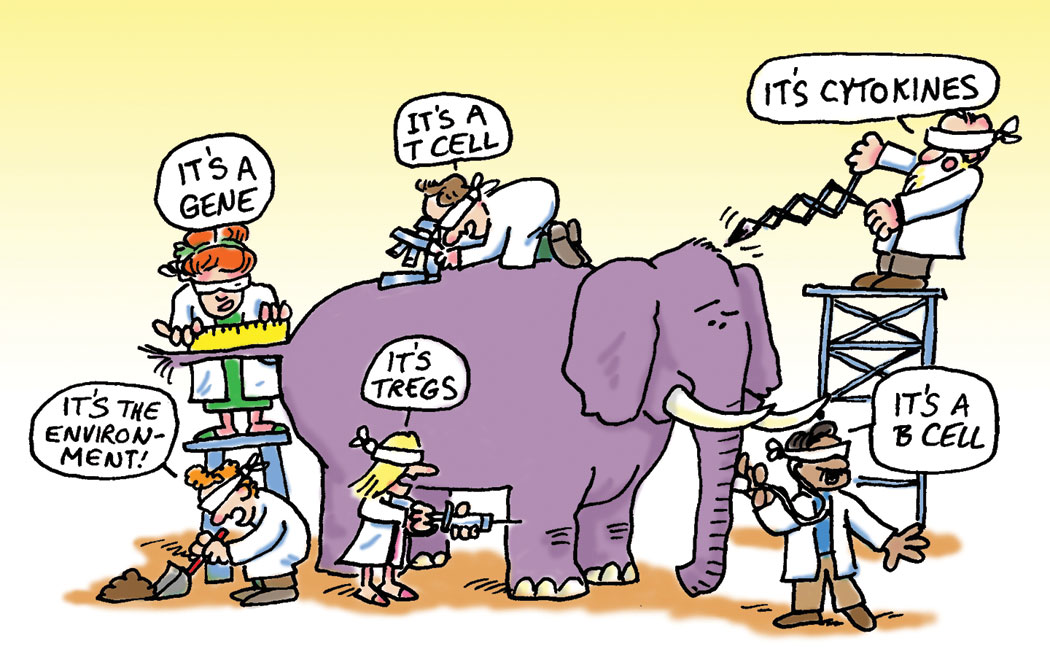 IT'S CYTOKINES
IT'S A
T CELL
IT'S A
GENE
IT'S
TREGS
IT'S THE
ENVIRON-
MENT!
IT'S A
B CELL